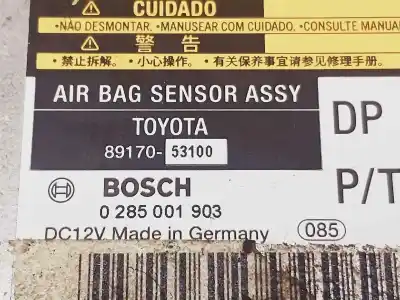 CUIDADO
•NÃO DESMONTAR. •MANUSEAR COM CUIDADO. •CONSULTE MANUA
警告
・禁止拆解。・小心操作。・有关保养事宜请参见修理手册。
AIR BAG SENSOR ASSY
TOYOTA
89170-53100
DP
P/T
BOSCH
0 285 001 903
DC12V Made in Germany 085